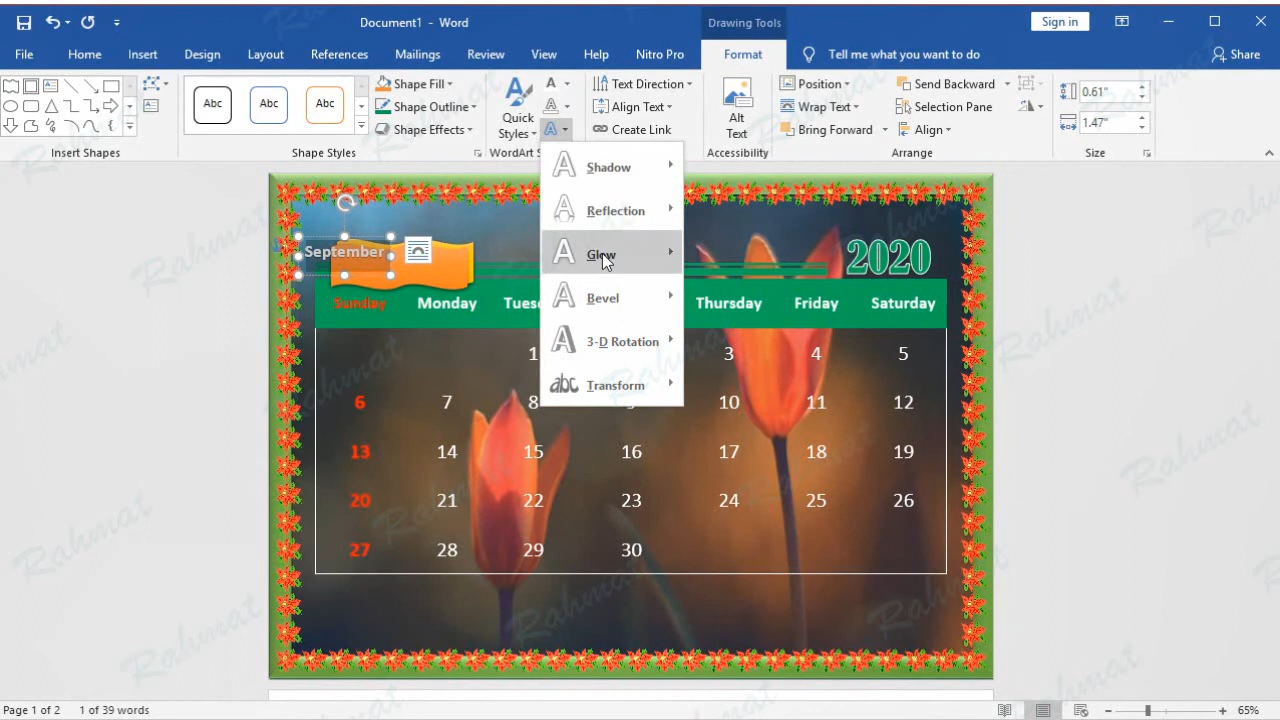 Document1 - Word
Drawing Tools
Sign in
File Home Insert Design Layout References Mailings Review View Help Nitro Pro Format Tell me what you want to do Share
Abc Abc Abc
Shape Fill
Shape Outline
Shape Effects
Quick Styles
Text Direction
Align Text
Create Link
Alt Text
Position
Wrap Text
Bring Forward
Send Backward
Selection Pane
Align
0.61"
1.47"
Insert Shapes
Shape Styles
WordArt S
Accessibility
Arrange
Size
Shadow
Reflection
Glow
Bevel
3-D Rotation
abc Transform
September
2020
Sunday Monday Tues Thursday Friday Saturday
1 3 4 5
6 7 8 9 10 11 12
13 14 15 16 17 18 19
20 21 22 23 24 25 26
27 28 29 30
Page 1 of 2 1 of 39 words
65%
Rahmat